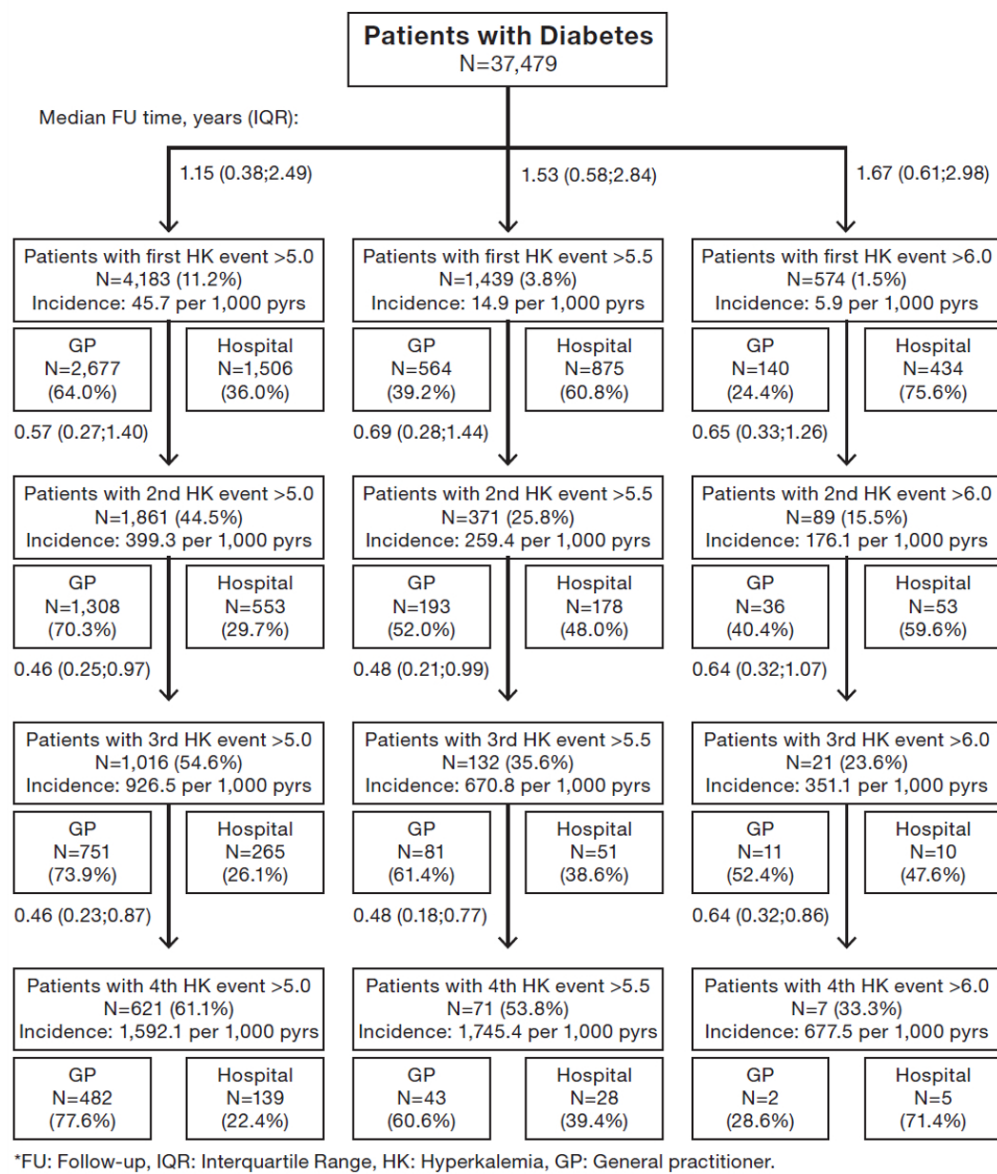 Patients with Diabetes
N=37,479
Median FU time, years (IQR):
1.15 (0.38;2.49)
1.53 (0.58;2.84)
1.67 (0.61;2.98)
Patients with first HK event >5.0
N=4,183 (11.2%)
Incidence: 45.7 per 1,000 pyrs
Patients with first HK event >5.5
N=1,439 (3.8%)
Incidence: 14.9 per 1,000 pyrs
Patients with first HK event >6.0
N=574 (1.5%)
Incidence: 5.9 per 1,000 pyrs
GP
N=2,677
(64.0%)
Hospital
N=1,506
(36.0%)
GP
N=564
(39.2%)
Hospital
N=875
(60.8%)
GP
N=140
(24.4%)
Hospital
N=434
(75.6%)
0.57 (0.27;1.40)
0.69 (0.28;1.44)
0.65 (0.33;1.26)
Patients with 2nd HK event >5.0
N=1,861 (44.5%)
Incidence: 399.3 per 1,000 pyrs
Patients with 2nd HK event >5.5
N=371 (25.8%)
Incidence: 259.4 per 1,000 pyrs
Patients with 2nd HK event >6.0
N=89 (15.5%)
Incidence: 176.1 per 1,000 pyrs
GP
N=1,308
(70.3%)
Hospital
N=553
(29.7%)
GP
N=193
(52.0%)
Hospital
N=178
(48.0%)
GP
N=36
(40.4%)
Hospital
N=53
(59.6%)
0.46 (0.25;0.97)
0.48 (0.21;0.99)
0.64 (0.32;1.07)
Patients with 3rd HK event >5.0
N=1,016 (54.6%)
Incidence: 926.5 per 1,000 pyrs
Patients with 3rd HK event >5.5
N=132 (35.6%)
Incidence: 670.8 per 1,000 pyrs
Patients with 3rd HK event >6.0
N=21 (23.6%)
Incidence: 351.1 per 1,000 pyrs
GP
N=751
(73.9%)
Hospital
N=265
(26.1%)
GP
N=81
(61.4%)
Hospital
N=51
(38.6%)
GP
N=11
(52.4%)
Hospital
N=10
(47.6%)
0.46 (0.23;0.87)
0.48 (0.18;0.77)
0.64 (0.32;0.86)
Patients with 4th HK event >5.0
N=621 (61.1%)
Incidence: 1,592.1 per 1,000 pyrs
Patients with 4th HK event >5.5
N=71 (53.8%)
Incidence: 1,745.4 per 1,000 pyrs
Patients with 4th HK event >6.0
N=7 (33.3%)
Incidence: 677.5 per 1,000 pyrs
GP
N=482
(77.6%)
Hospital
N=139
(22.4%)
GP
N=43
(60.6%)
Hospital
N=28
(39.4%)
GP
N=2
(28.6%)
Hospital
N=5
(71.4%)
*FU: Follow-up, IQR: Interquartile Range, HK: Hyperkalemia, GP: General practitioner.